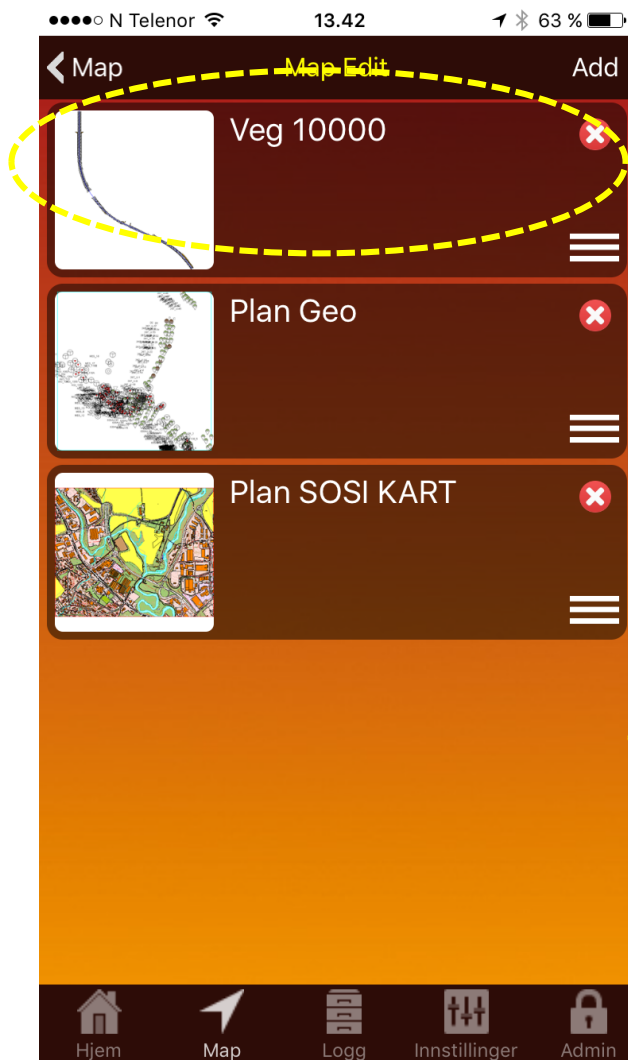 N Telenor 13.42 63 %
Map Map Edit Add
Veg 10000
Plan Geo
Plan SOSI KART
Hjem Map Logg Innstillinger Admin